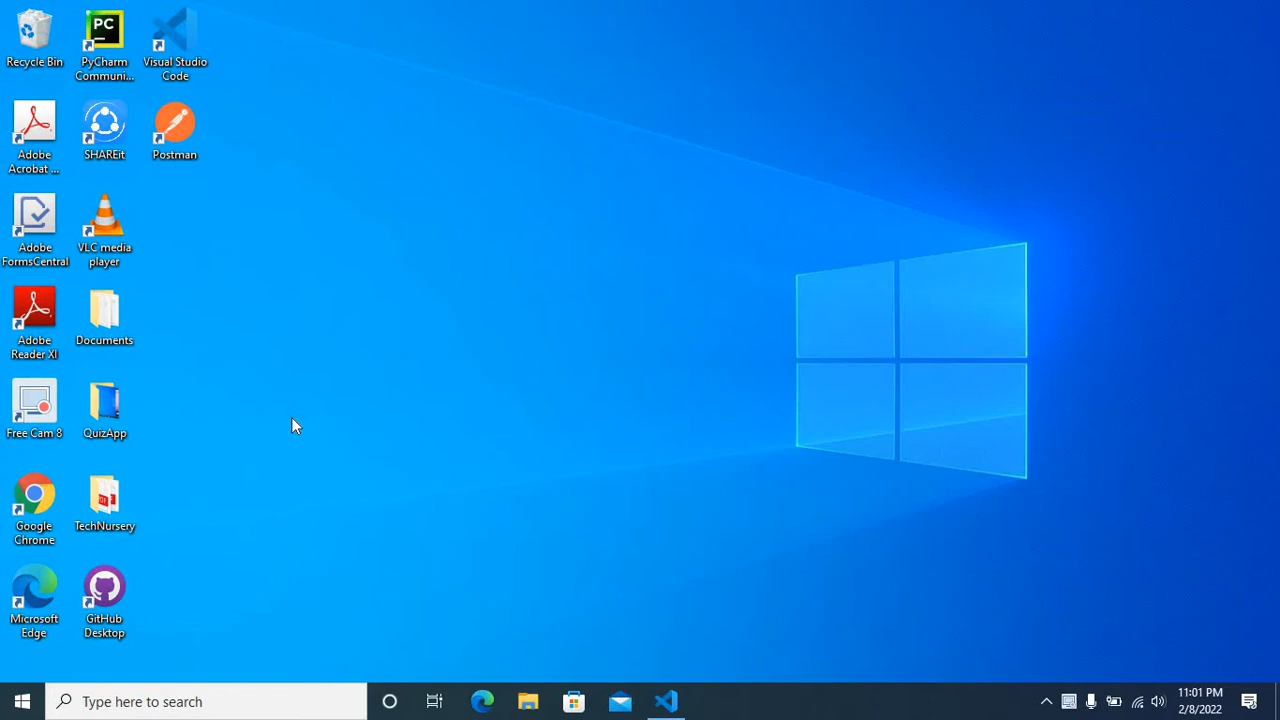 Recycle Bin
PC
PyCharm
Communi...
Visual Studio
Code
Adobe
Acrobat ...
SHAREit
Postman
Adobe
FormsCentral
VLC media
player
Adobe
Reader XI
Documents
Free Cam 8
QuizApp
Google
Chrome
TechNursery
Microsoft
Edge
GitHub
Desktop
Type here to search
11:01 PM
2/8/2022